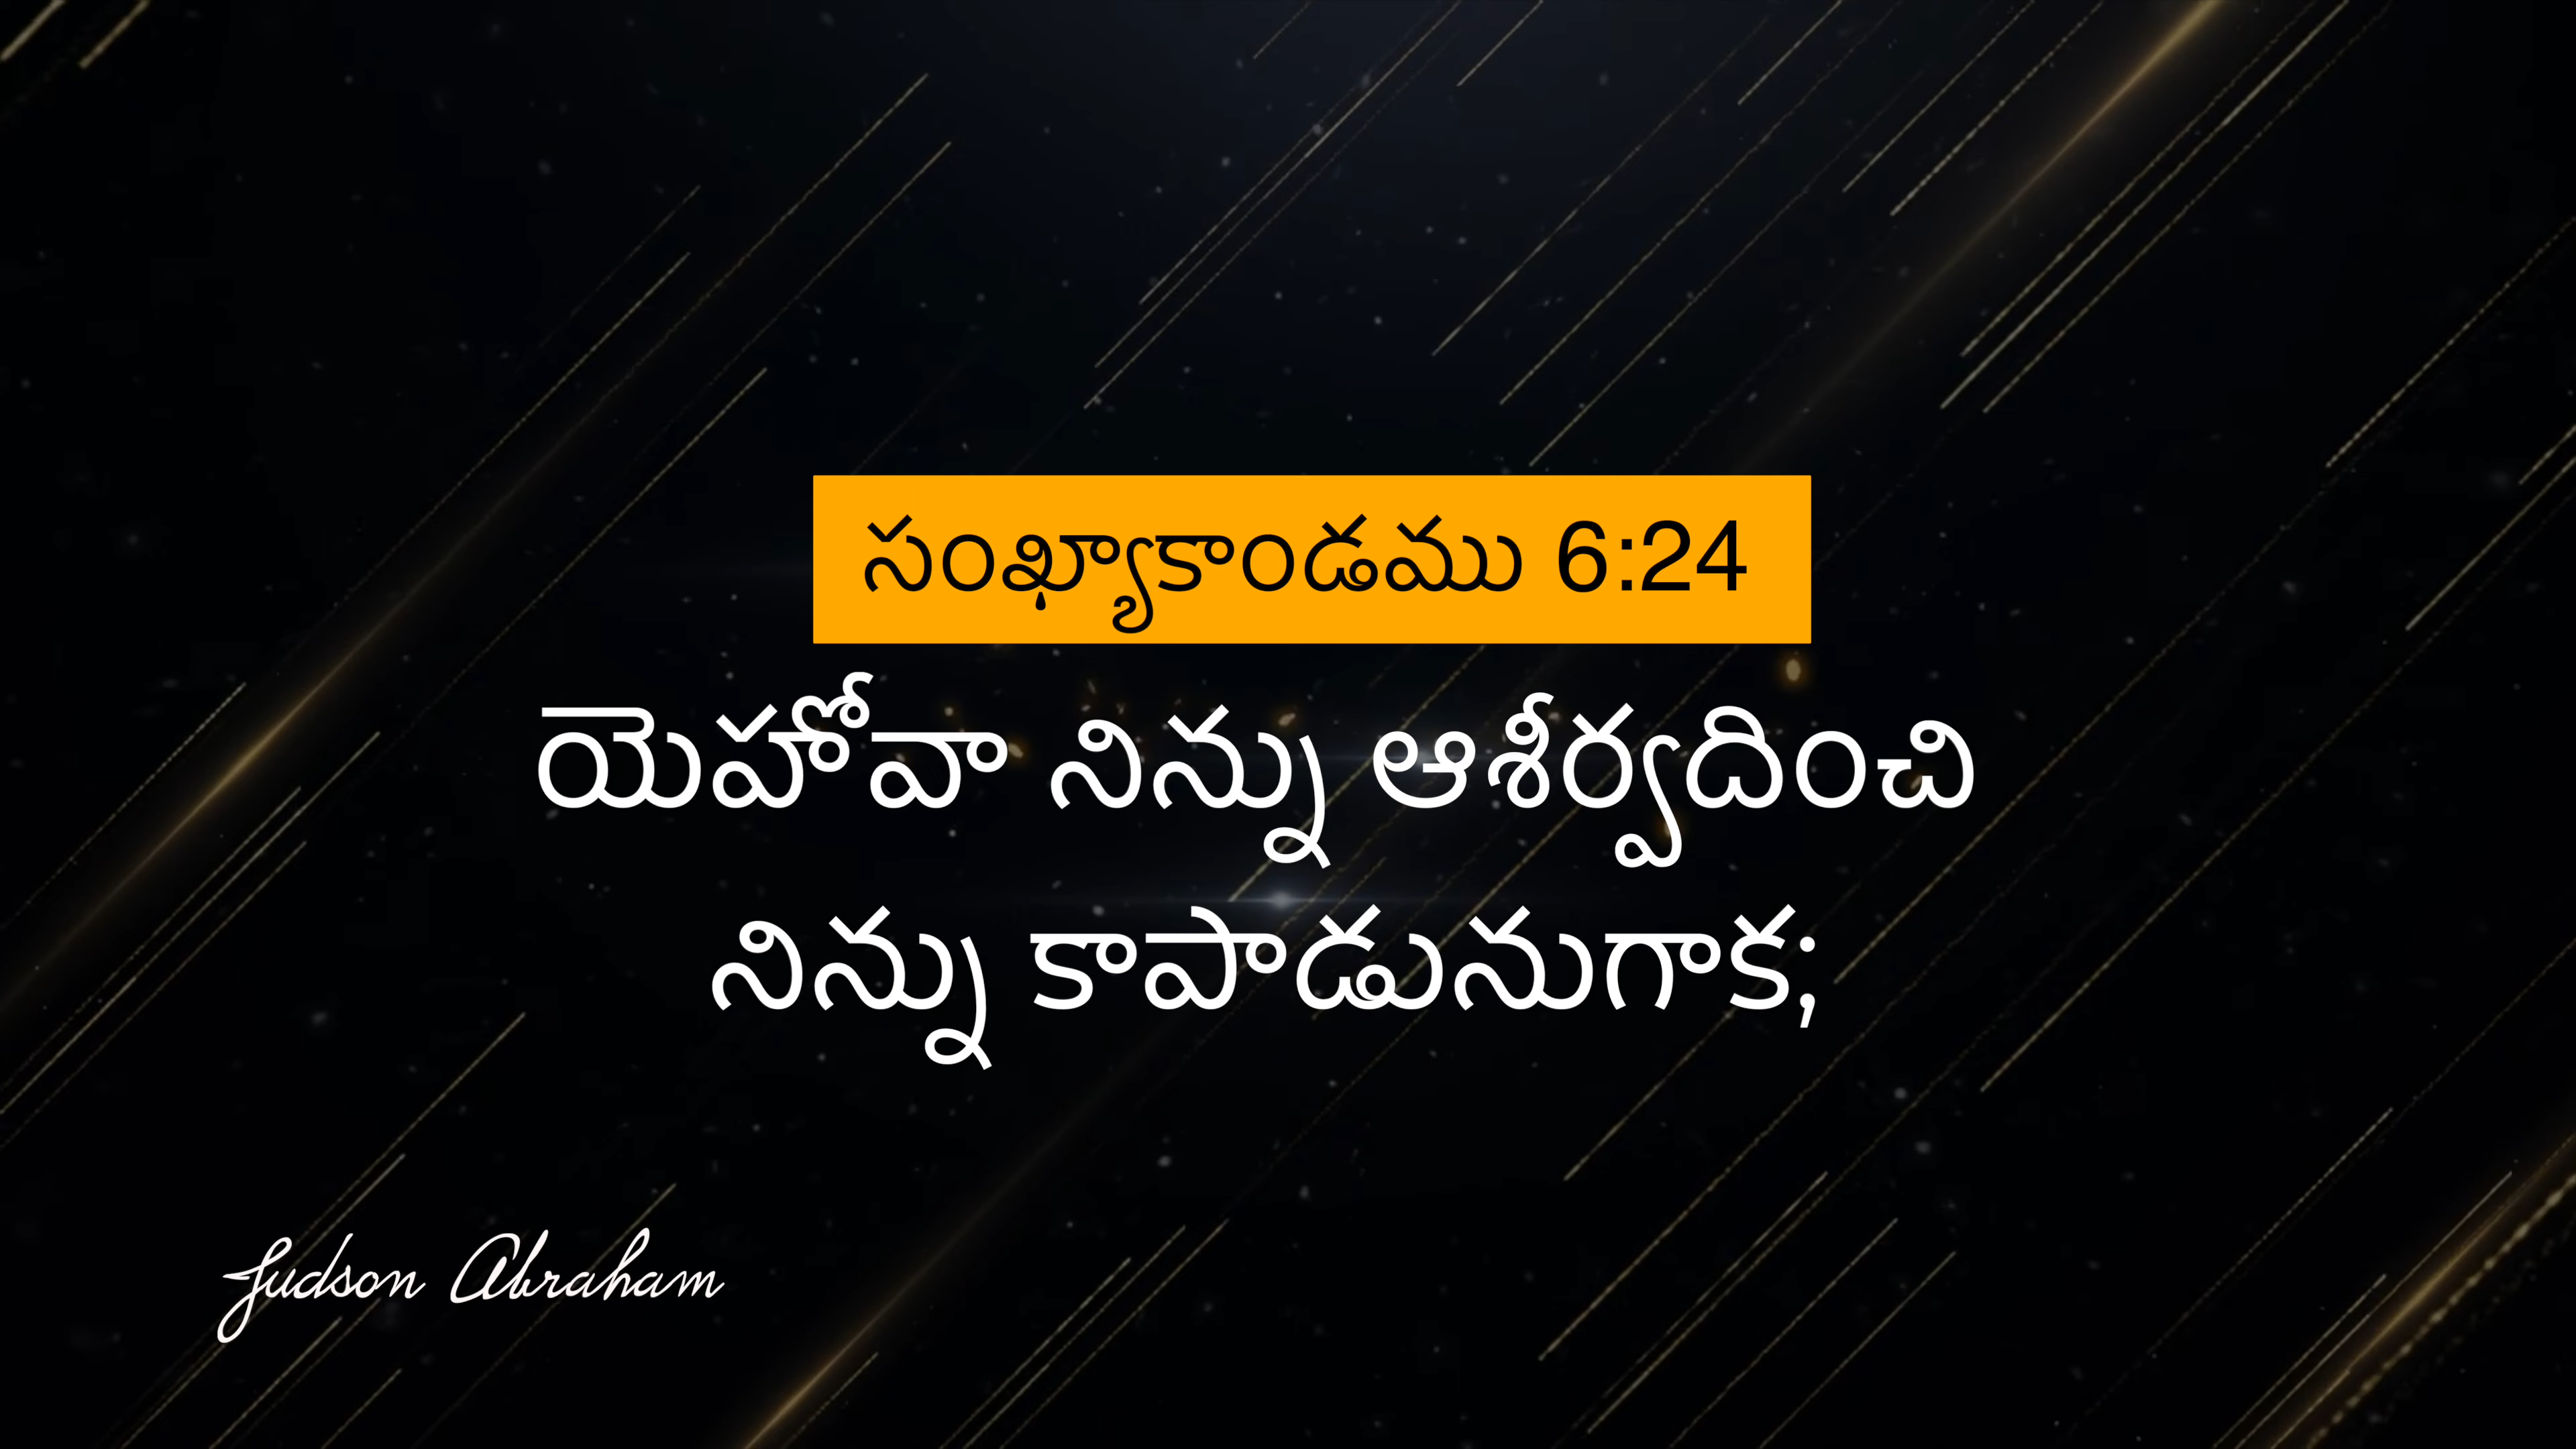 సంఖ్యాకాండము 6:24
యెహోవా నిన్ను ఆశీర్వదించి
నిన్ను కాపాడునుగాక;
Judson Abraham